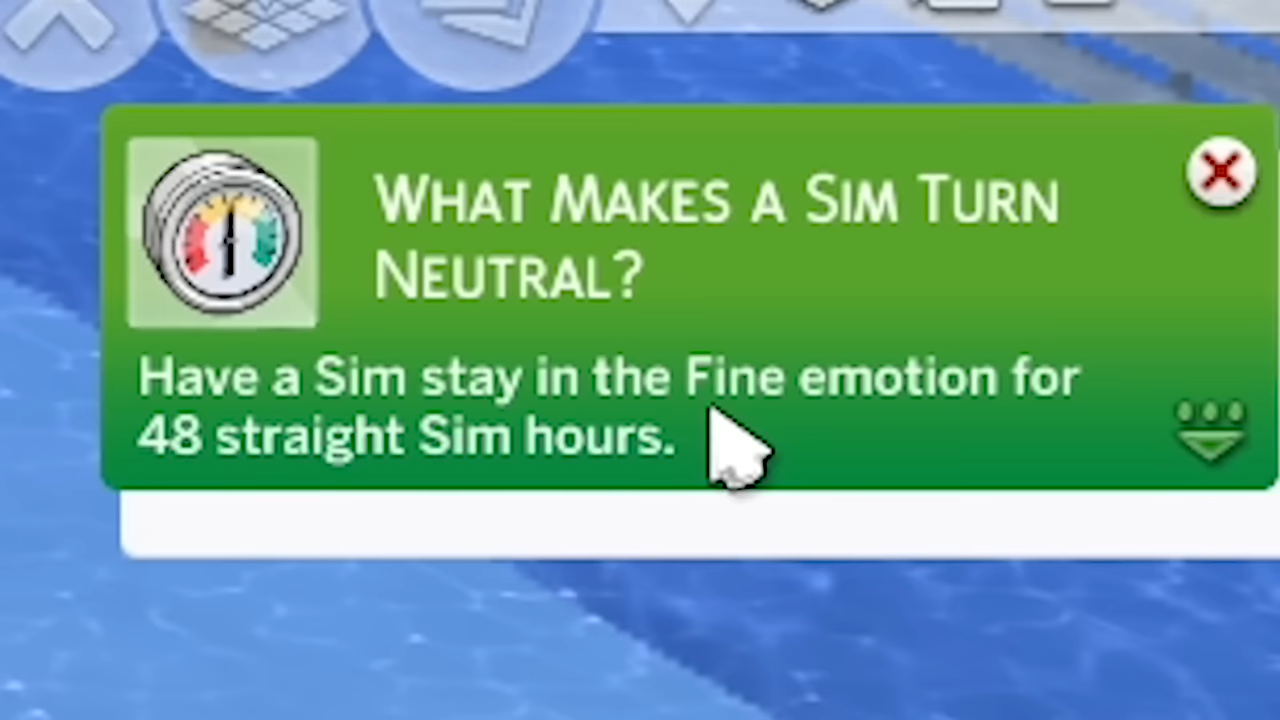 What Makes a Sim Turn
Neutral?
Have a Sim stay in the Fine emotion for
48 straight Sim hours.